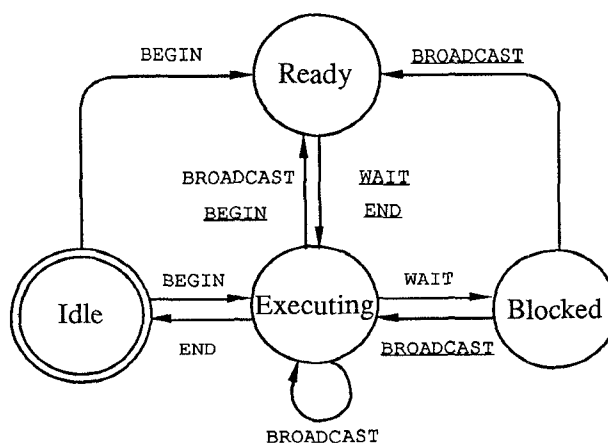 BEGIN
Ready
BROADCAST
BROADCAST
WAIT
BEGIN
END
BEGIN
WAIT
Idle
Executing
Blocked
END
BROADCAST
BROADCAST